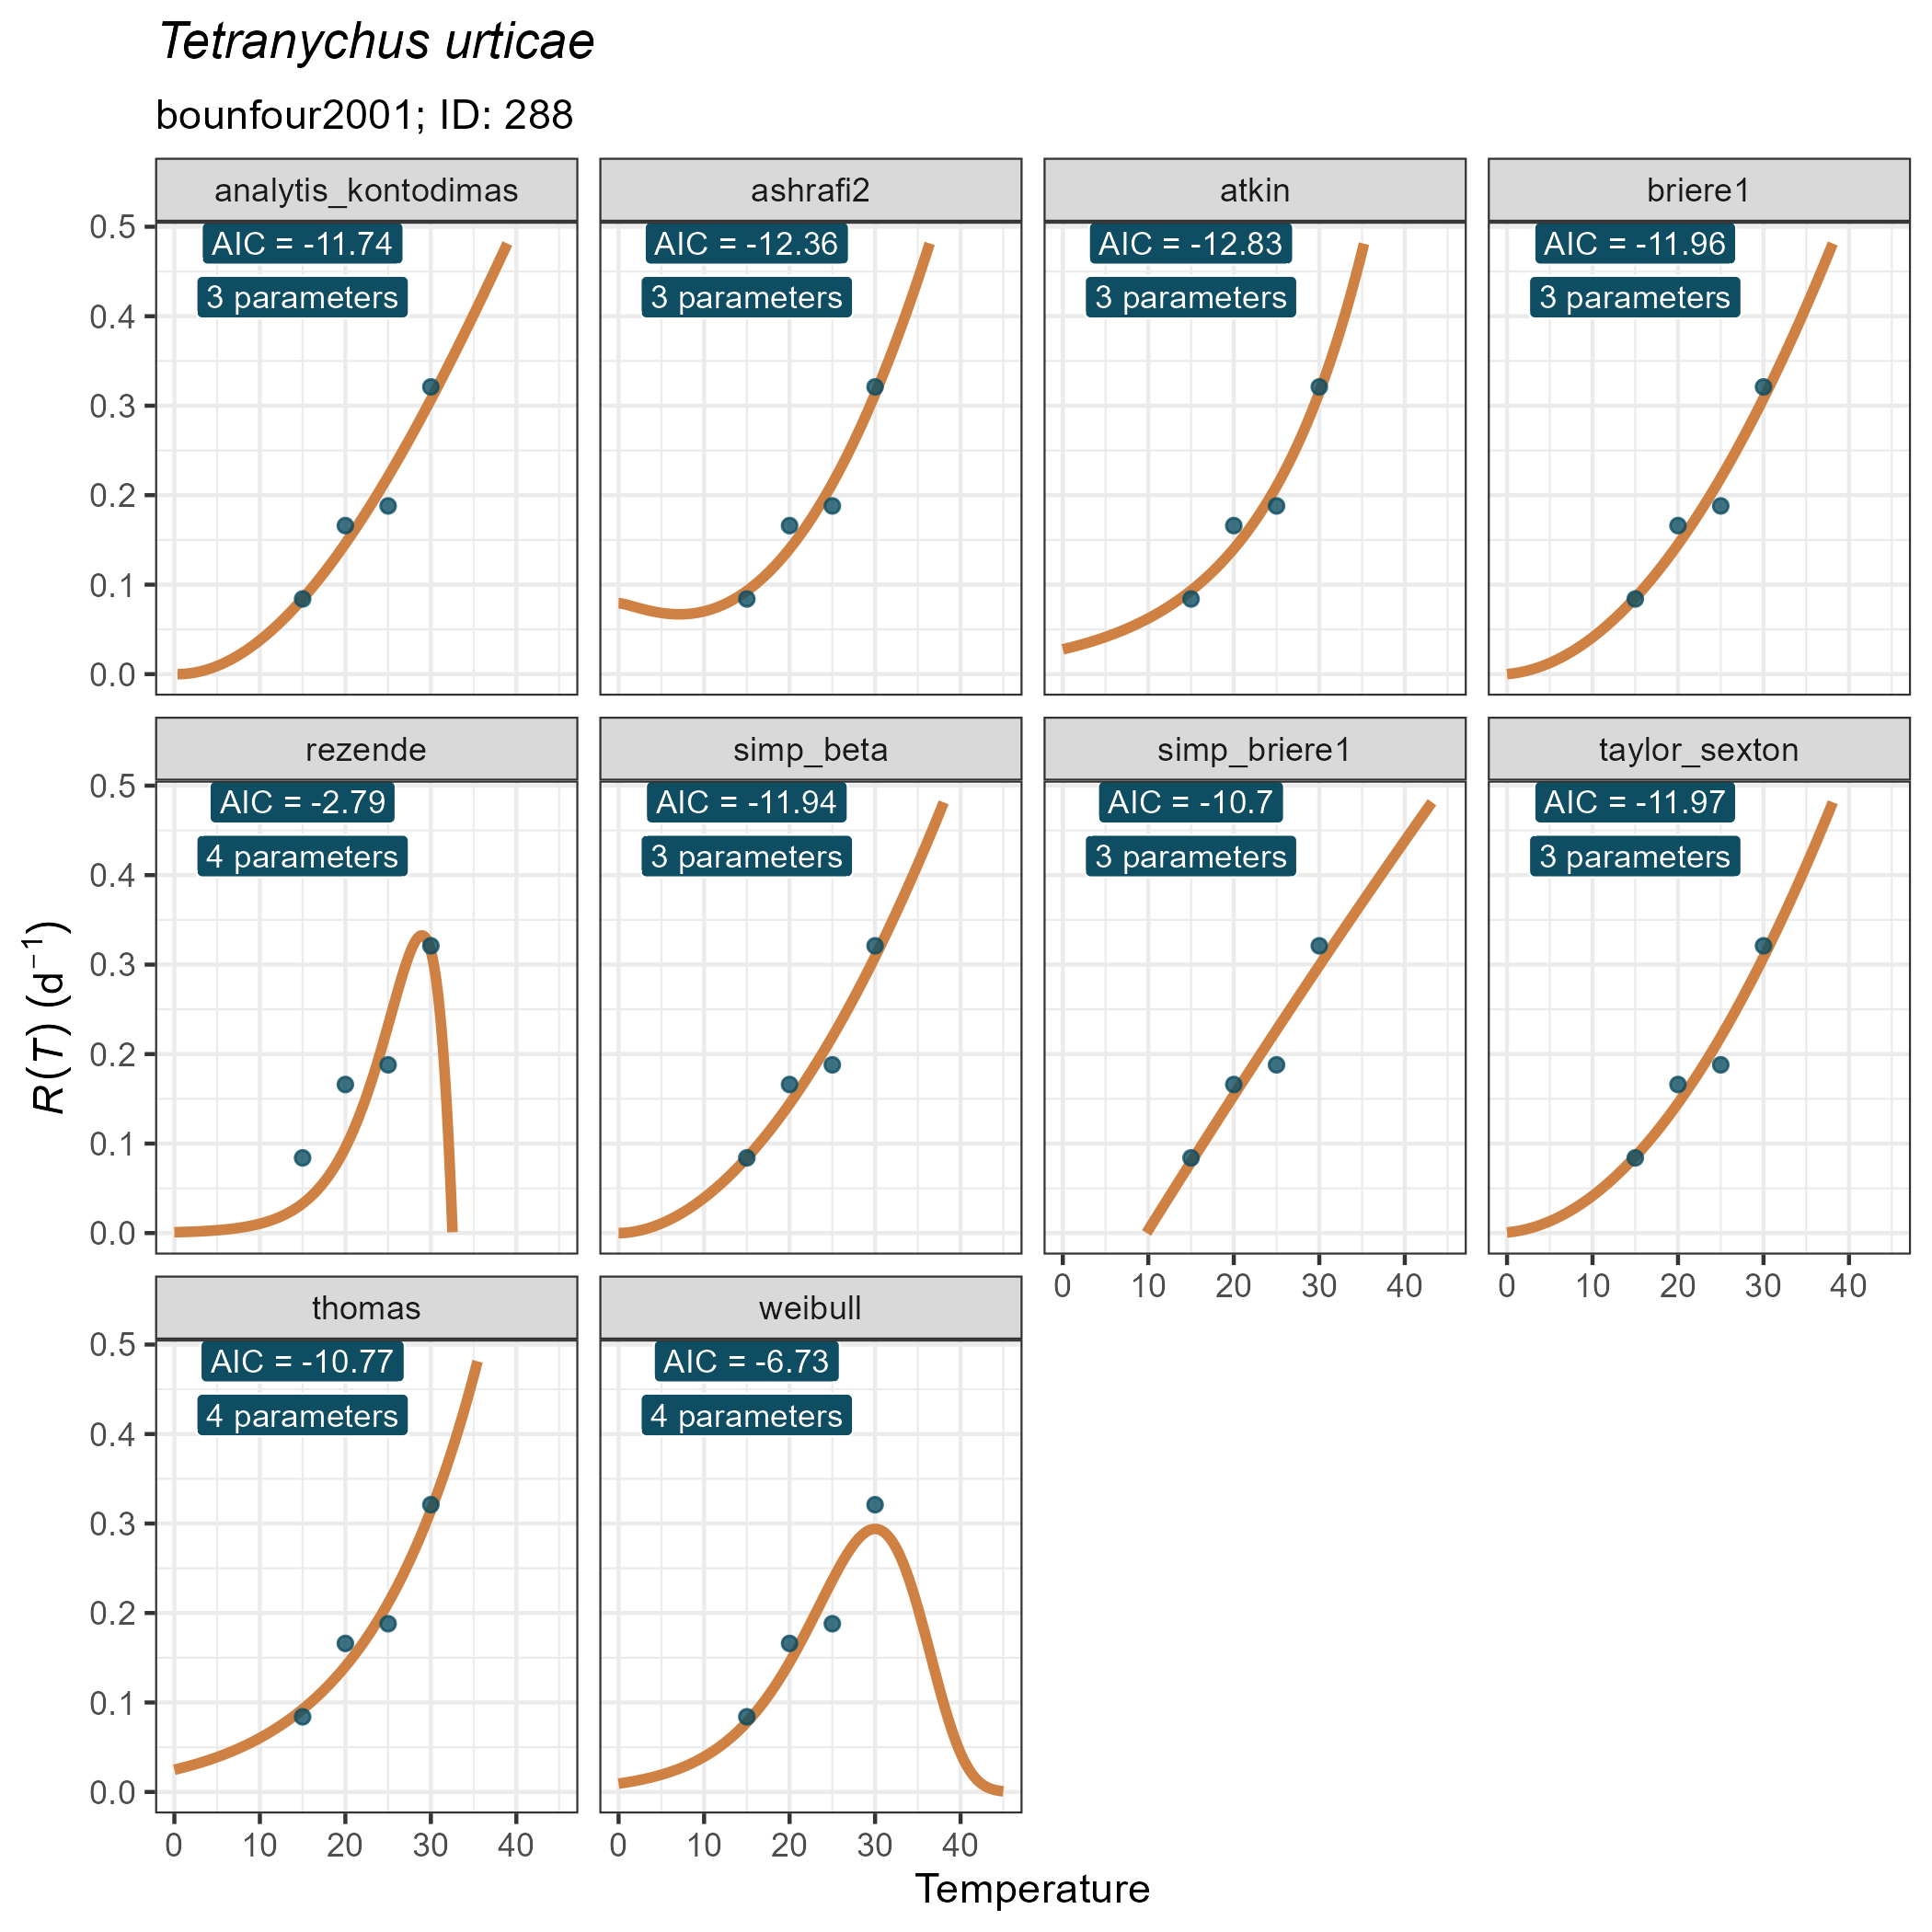 Tetranychus urticae
bounfour2001; ID: 288
analytis_kontodimas
ashrafi2
atkin
briere1
AIC = -11.74
3 parameters
AIC = -12.36
3 parameters
AIC = -12.83
3 parameters
AIC = -11.96
3 parameters
0.5
0.4
0.3
0.2
0.1
0.0
rezende
simp_beta
simp_briere1
taylor_sexton
AIC = -2.79
4 parameters
AIC = -11.94
3 parameters
AIC = -10.7
3 parameters
AIC = -11.97
3 parameters
0.5
0.4
0.3
0.2
0.1
0.0
0 10 20 30 40
0 10 20 30 40
thomas
weibull
AIC = -10.77
4 parameters
AIC = -6.73
4 parameters
0.5
0.4
0.3
0.2
0.1
0.0
0 10 20 30 40
0 10 20 30 40
R(T) (d⁻¹)
Temperature